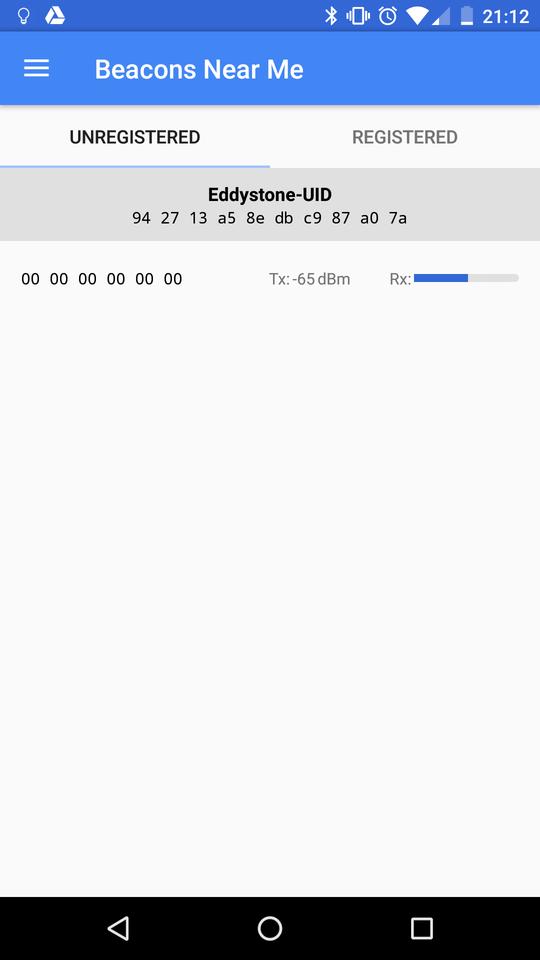 21:12
Beacons Near Me
UNREGISTERED REGISTERED
Eddystone-UID
94 27 13 a5 8e db c9 87 a0 7a
00 00 00 00 00 00 Tx: -65 dBm Rx: